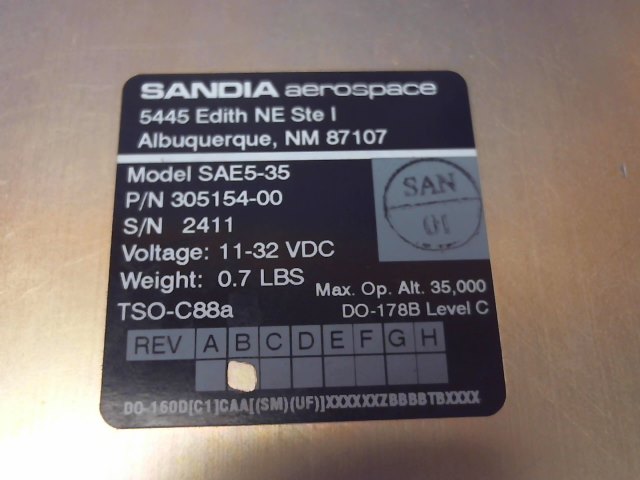 SANDIA aerospace
5445 Edith NE Ste I
Albuquerque, NM 87107
Model SAE5-35
P/N 305154-00
S/N 2411
Voltage: 11-32 VDC
Weight: 0.7 LBS
Max. Op. Alt. 35,000
TSO-C88a
DO-178B Level C
SAN
01
REV A B C D E F G H
DO-160D[C1]CAA[(SM)(UF)]XXXXXXZBBBBTBXXXX